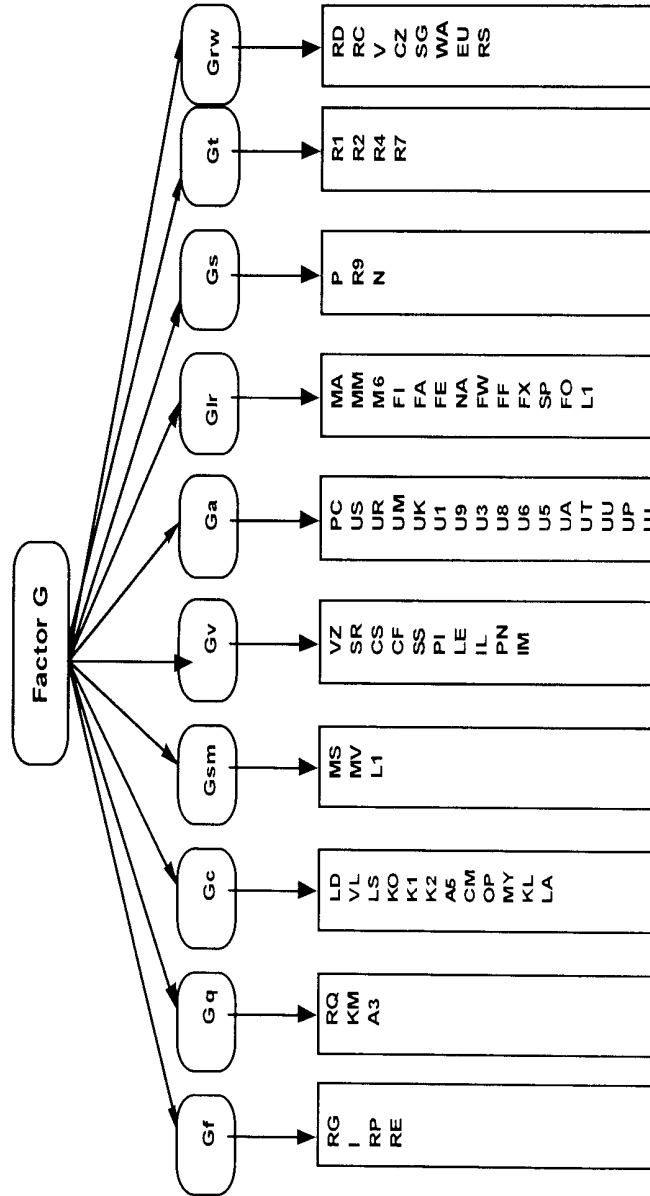 Factor G
Gf
Gq
Gc
Gsm
Gv
Ga
Glr
Gs
Gt
Grw
RG
I
RP
RE
RQ
KM
A3
LD
VL
LS
KO
K1
K2
A5
CM
OP
MY
KL
LA
MS
MV
L1
VZ
SR
CS
CF
SS
PI
LE
IL
PN
IM
PC
US
UR
UM
UK
U1
U9
U3
U8
U6
U5
UA
UT
UU
UP
MA
MM
M6
FI
FA
FE
NA
FW
FF
FX
SP
FO
L1
P
R9
N
R1
R2
R4
R7
RD
RC
V
CZ
SG
WA
EU
RS